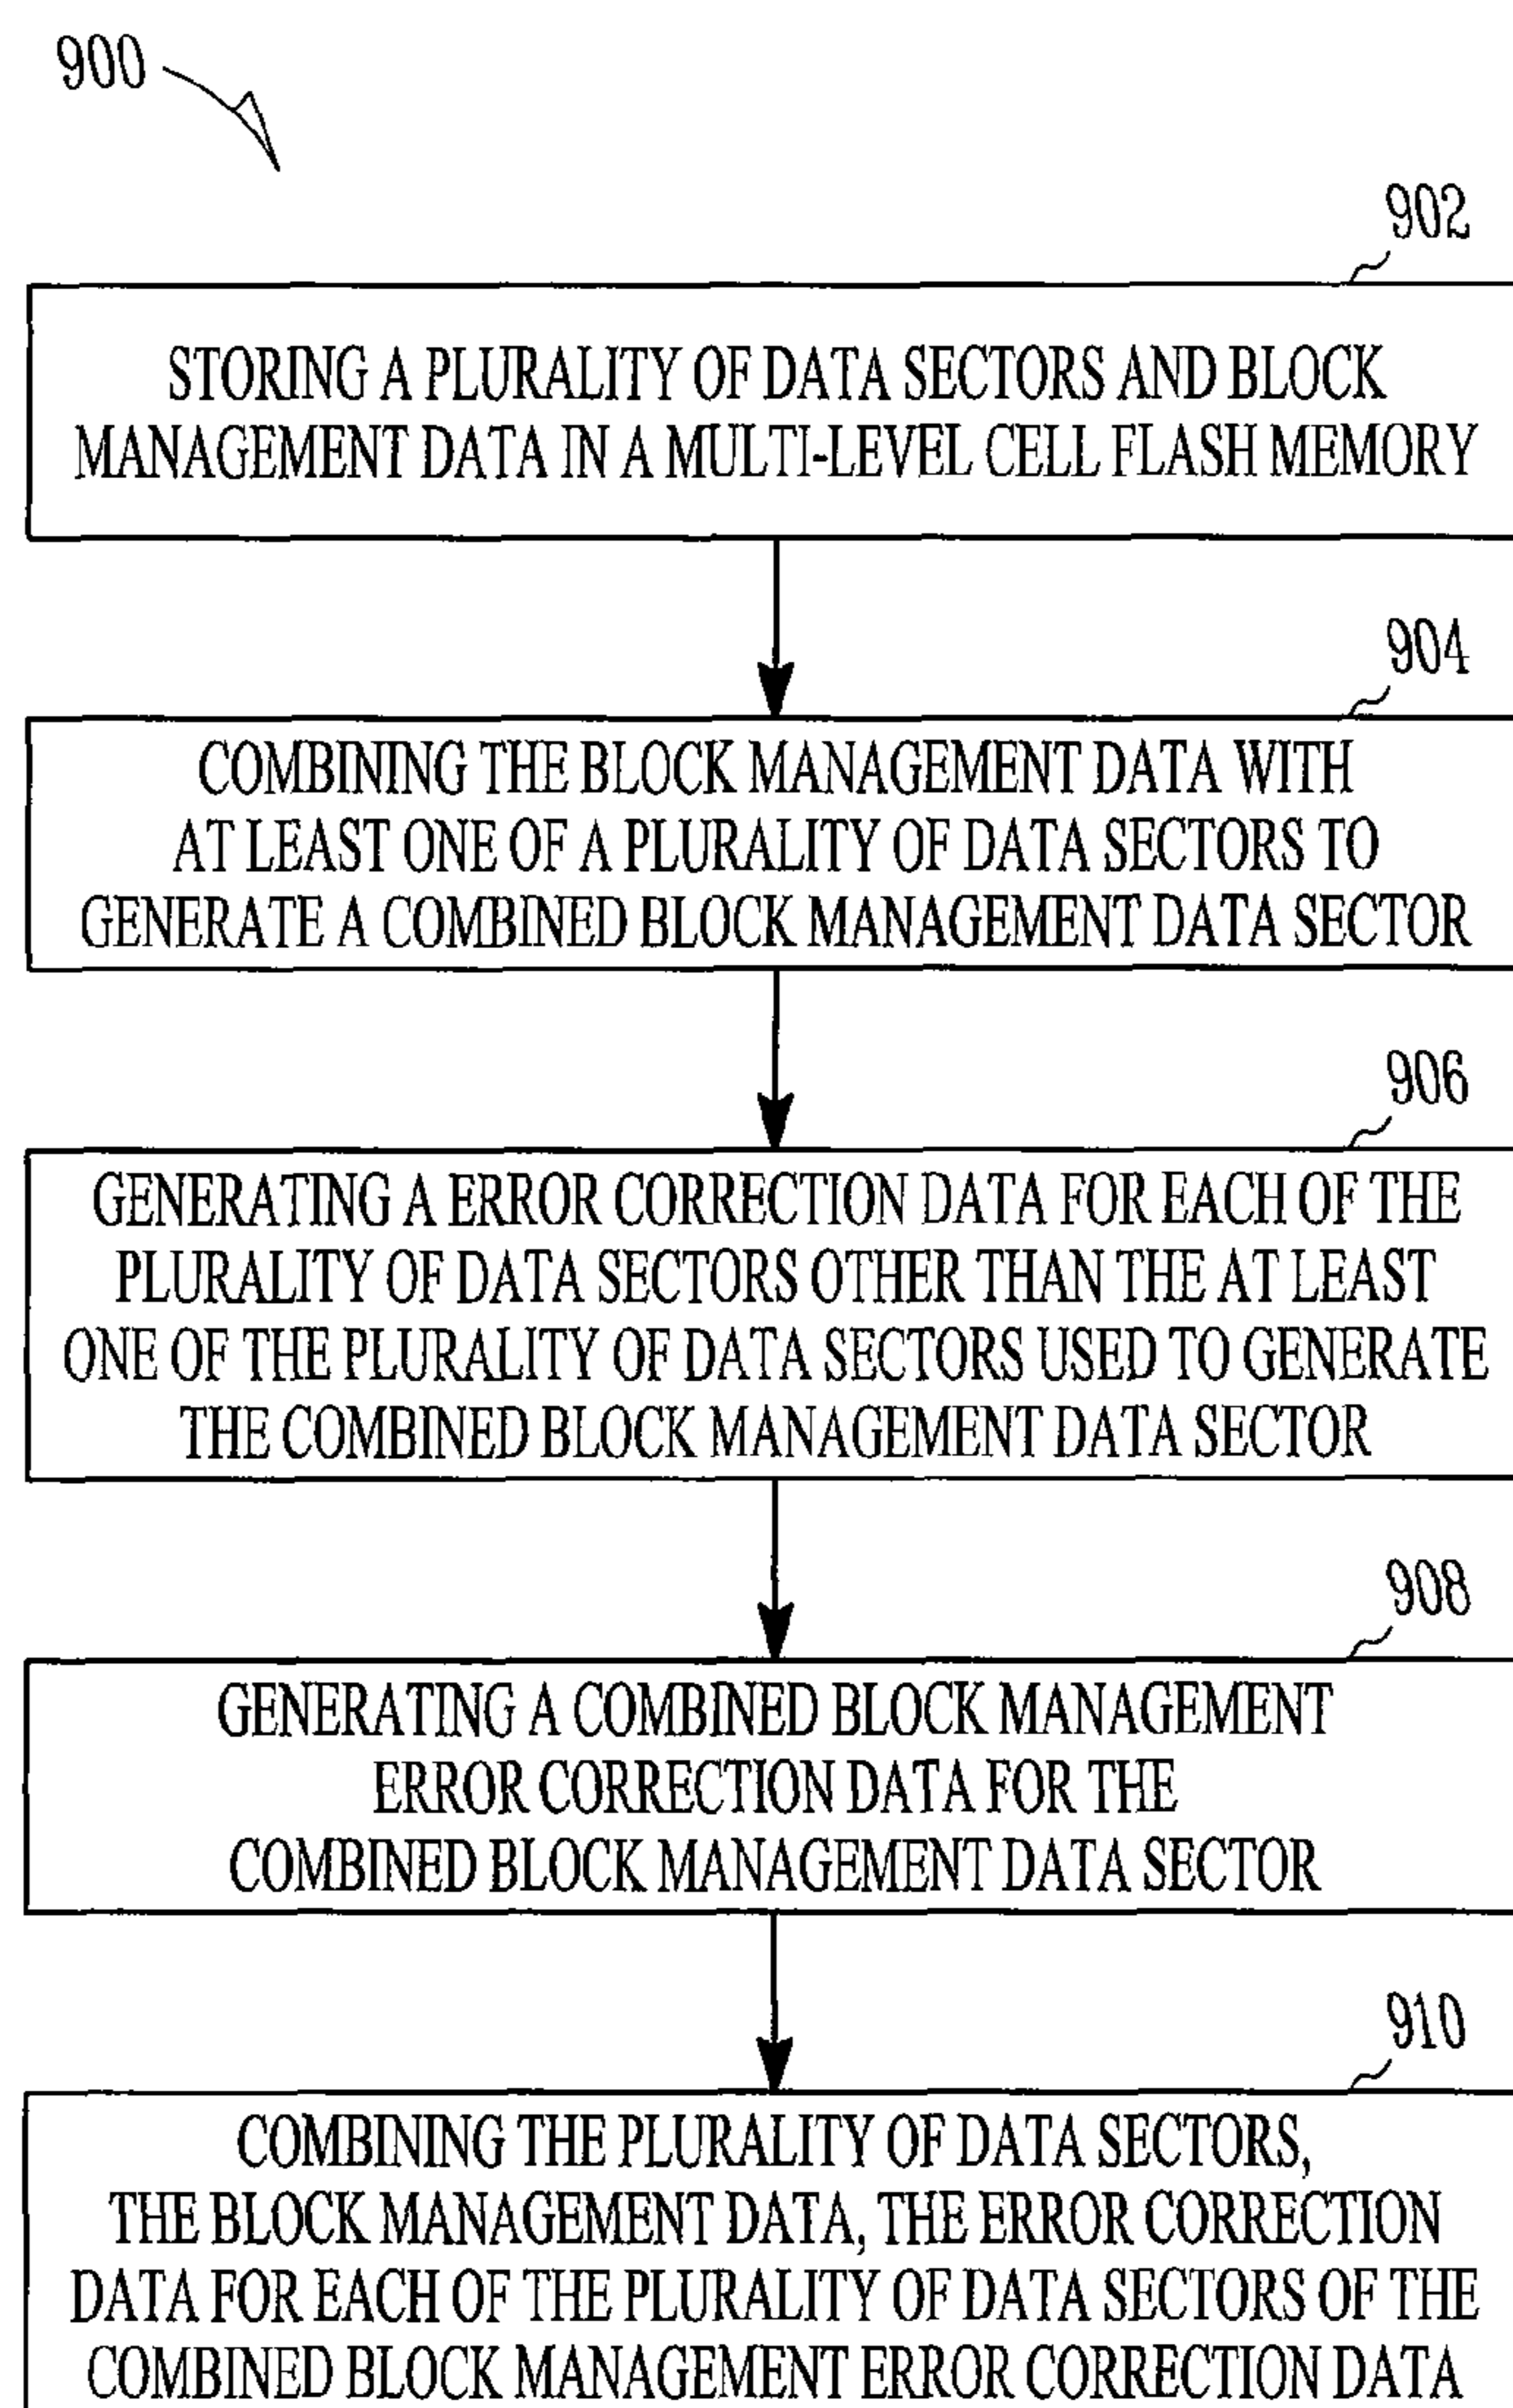 900
902
STORING A PLURALITY OF DATA SECTORS AND BLOCK
MANAGEMENT DATA IN A MULTI-LEVEL CELL FLASH MEMORY
904
COMBINING THE BLOCK MANAGEMENT DATA WITH
AT LEAST ONE OF A PLURALITY OF DATA SECTORS TO
GENERATE A COMBINED BLOCK MANAGEMENT DATA SECTOR
906
GENERATING A ERROR CORRECTION DATA FOR EACH OF THE
PLURALITY OF DATA SECTORS OTHER THAN THE AT LEAST
ONE OF THE PLURALITY OF DATA SECTORS USED TO GENERATE
THE COMBINED BLOCK MANAGEMENT DATA SECTOR
908
GENERATING A COMBINED BLOCK MANAGEMENT
ERROR CORRECTION DATA FOR THE
COMBINED BLOCK MANAGEMENT DATA SECTOR
910
COMBINING THE PLURALITY OF DATA SECTORS,
THE BLOCK MANAGEMENT DATA, THE ERROR CORRECTION
DATA FOR EACH OF THE PLURALITY OF DATA SECTORS OF THE
COMBINED BLOCK MANAGEMENT ERROR CORRECTION DATA